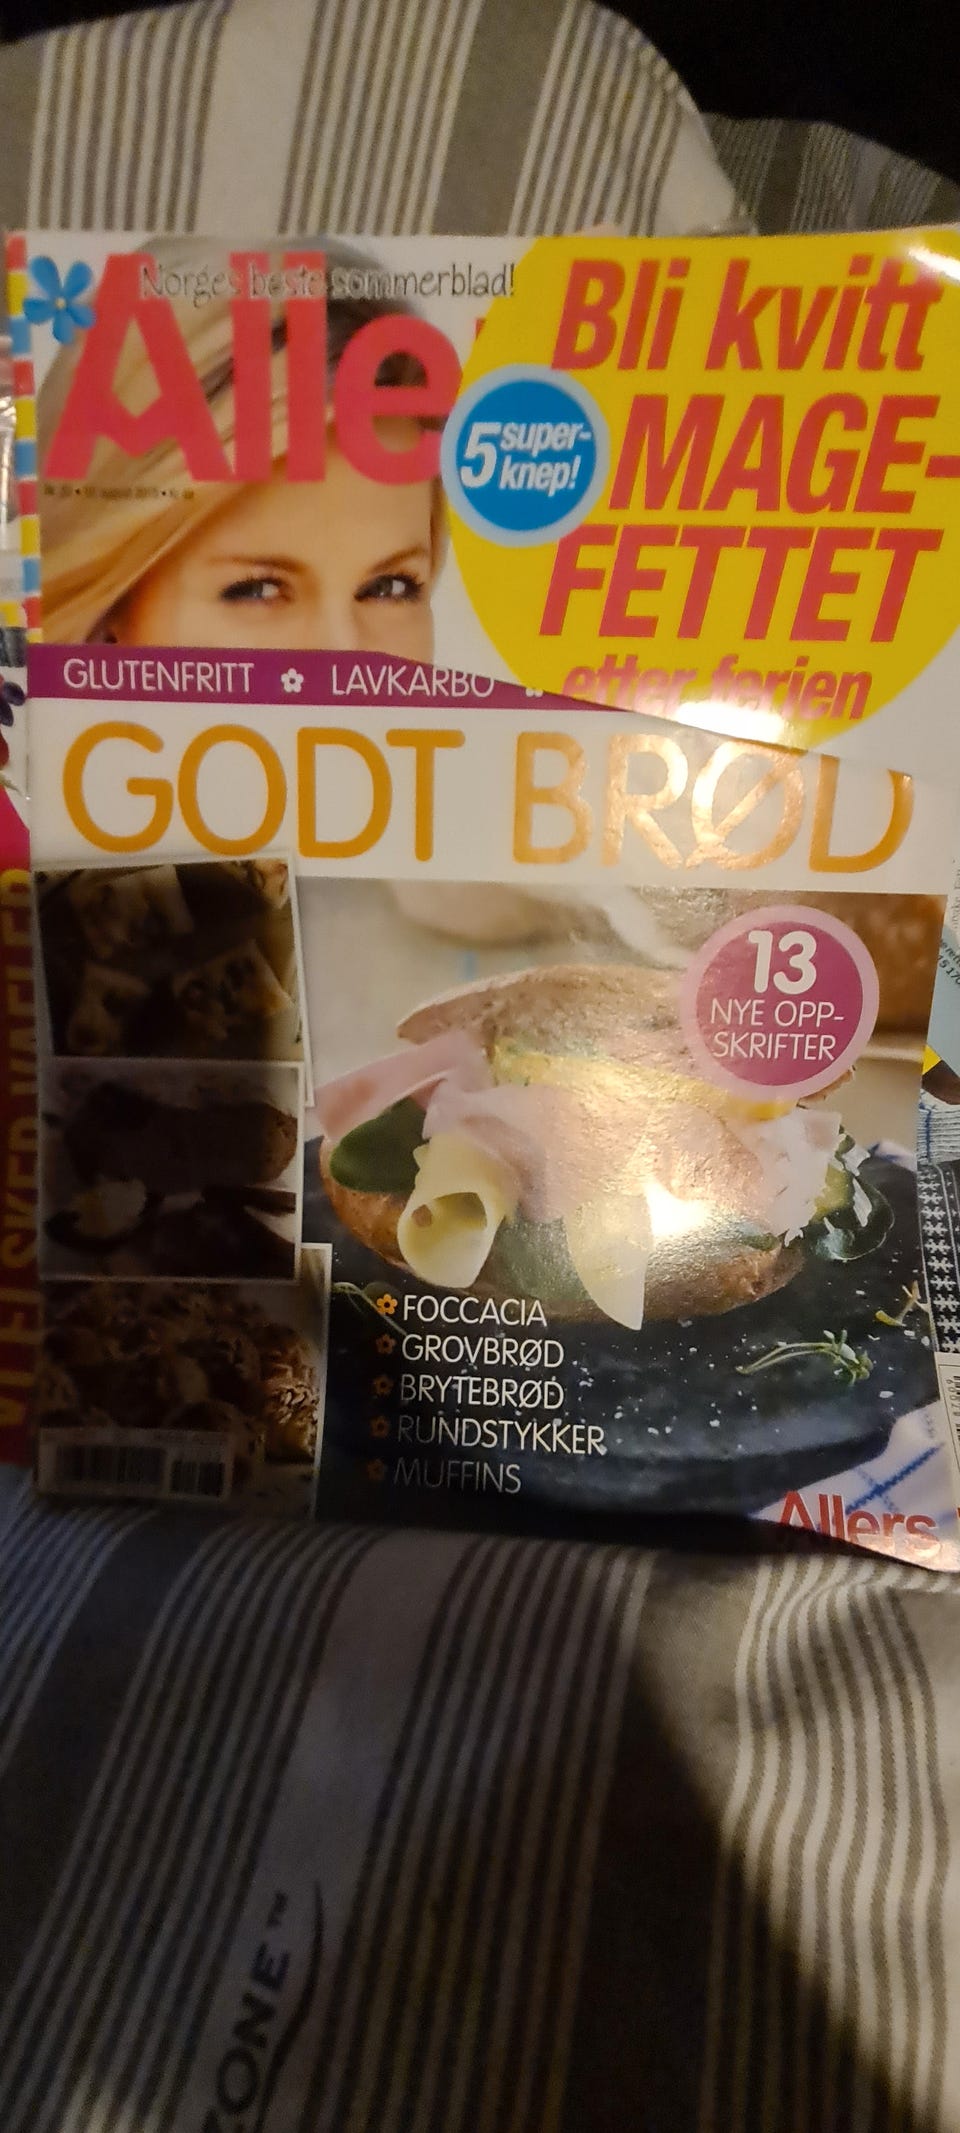 Norges beste sommerblad!
Alle
Bli kvitt
MAGE-
FETTET
etter ferien
5 super-
knep!
GLUTENFRITT LAVKARBO
GODT BRØD
13
NYE OPP-
SKRIFTER
FOCCACIA
GROVBRØD
BRYTEBRØD
RUNDSTYKKER
MUFFINS
Allers
ZONE™